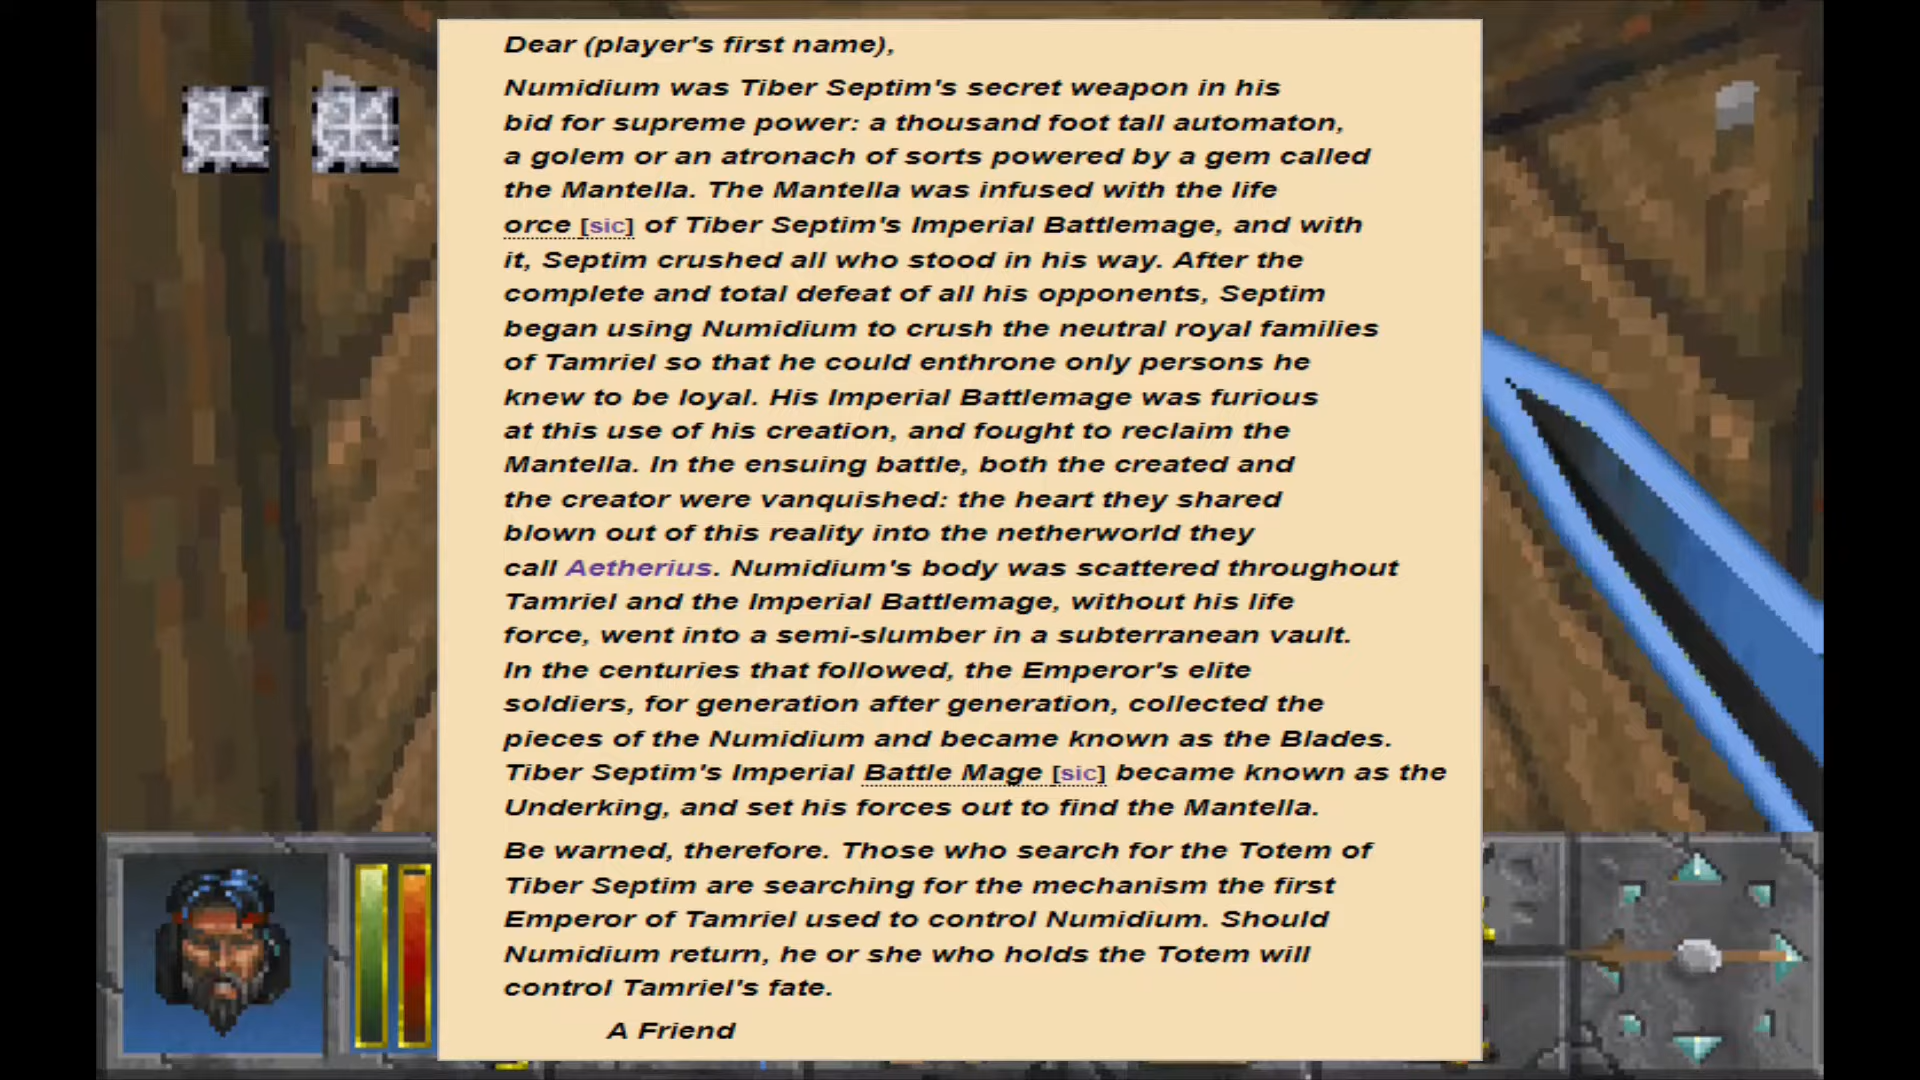 Dear (player's first name),
Numidium was Tiber Septim's secret weapon in his
bid for supreme power: a thousand foot tall automaton,
a golem or an atronach of sorts powered by a gem called
the Mantella. The Mantella was infused with the life
orce [sic] of Tiber Septim's Imperial Battlemage, and with
it, Septim crushed all who stood in his way. After the
complete and total defeat of all his opponents, Septim
began using Numidium to crush the neutral royal families
of Tamriel so that he could enthrone only persons he
knew to be loyal. His Imperial Battlemage was furious
at this use of his creation, and fought to reclaim the
Mantella. In the ensuing battle, both the created and
the creator were vanquished: the heart they shared
blown out of this reality into the netherworld they
call Aetherius. Numidium's body was scattered throughout
Tamriel and the Imperial Battlemage, without his life
force, went into a semi-slumber in a subterranean vault.
In the centuries that followed, the Emperor's elite
soldiers, for generation after generation, collected the
pieces of the Numidium and became known as the Blades.
Tiber Septim's Imperial Battle Mage [sic] became known as the
Underking, and set his forces out to find the Mantella.
Be warned, therefore. Those who search for the Totem of
Tiber Septim are searching for the mechanism the first
Emperor of Tamriel used to control Numidium. Should
Numidium return, he or she who holds the Totem will
control Tamriel's fate.
A Friend